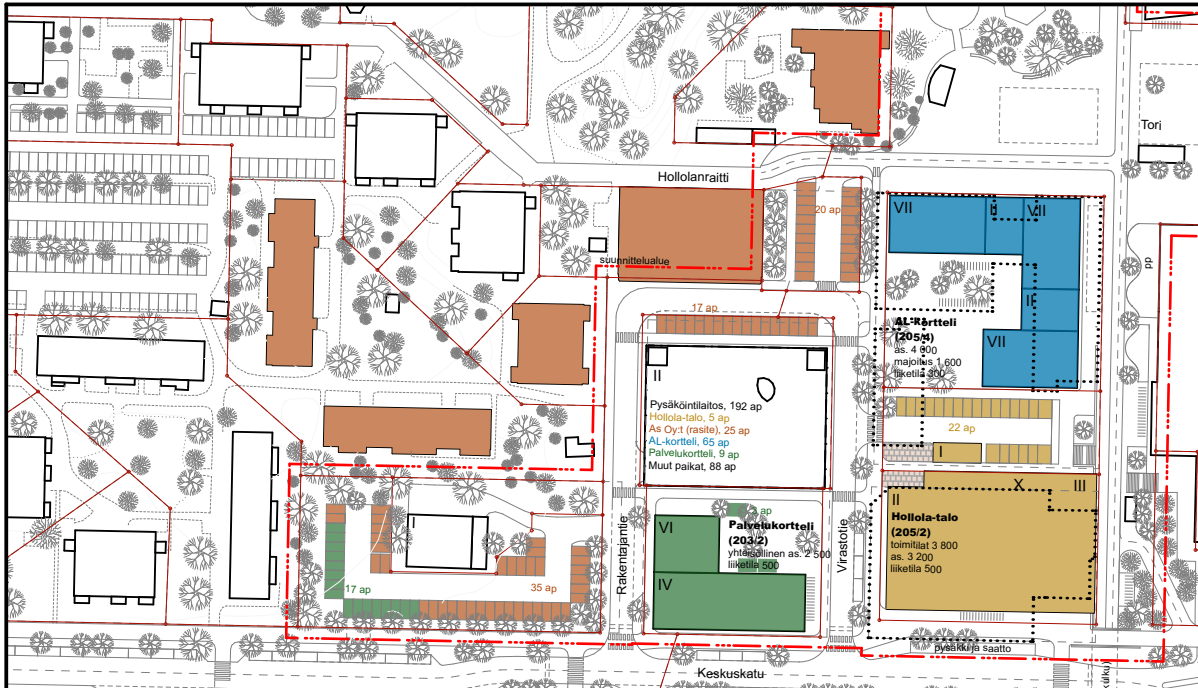 Tori
Hollolanraitti
20 ap
VII
II
VII
suunnittelualue
pp
17 ap
II
AL-kortteli
(205/4)
as. 4 000
majoitus 1 600
liiketila 300
VII
II
Pysäköintilaitos, 192 ap
Hollola-talo, 5 ap
As Oy:t (rasite), 25 ap
AL-kortteli, 65 ap
Palvelukortteli, 9 ap
Muut paikat, 88 ap
22 ap
I
X
III
II
Hollola-talo
(205/2)
toimitilat 3 800
as. 3 200
liiketila 500
I
VI
Palvelukortteli
(203/2)
yhteisöllinen as. 2 500
liiketila 500
IV
Rakentajantie
Virastotie
17 ap
35 ap
pysäkki ja saatto
Keskuskatu